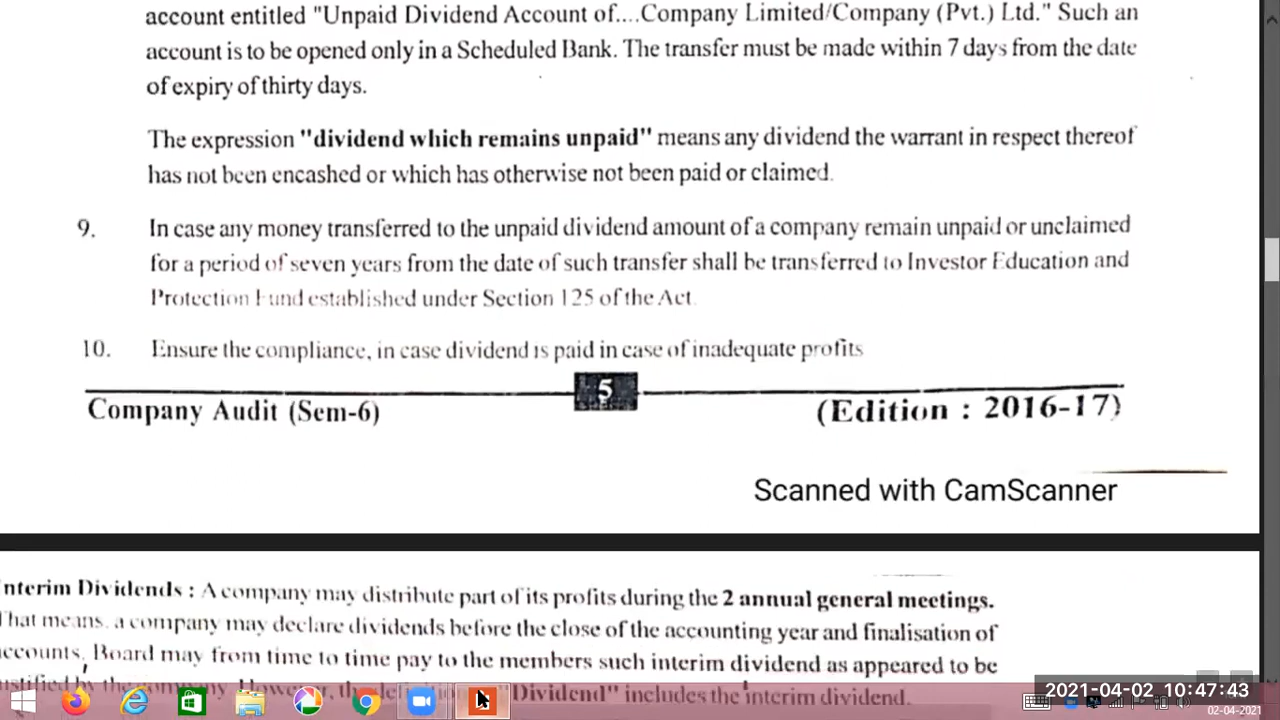 account entitled "Unpaid Dividend Account of....Company Limited/Company (Pvt.) Ltd." Such an
account is to be opened only in a Scheduled Bank. The transfer must be made within 7 days from the date
of expiry of thirty days.
The expression "dividend which remains unpaid" means any dividend the warrant in respect thereof
has not been encashed or which has otherwise not been paid or claimed.
9. In case any money transferred to the unpaid dividend amount of a company remain unpaid or unclaimed
for a period of seven years from the date of such transfer shall be transferred to Investor Education and
Protection Fund established under Section 125 of the Act.
10. Ensure the compliance, in case dividend is paid in case of inadequate profits
5
Company Audit (Sem-6) (Edition : 2016-17)
Scanned with CamScanner
nterim Dividends : A company may distribute part of its profits during the 2 annual general meetings.
hat means, a company may declare dividends before the close of the accounting year and finalisation of
ccounts, Board may from time to time pay to the members such interim dividend as appeared to be
by the company. Dividend" includes the interim dividend.
2021-04-02 10:47:43
02-04-2021